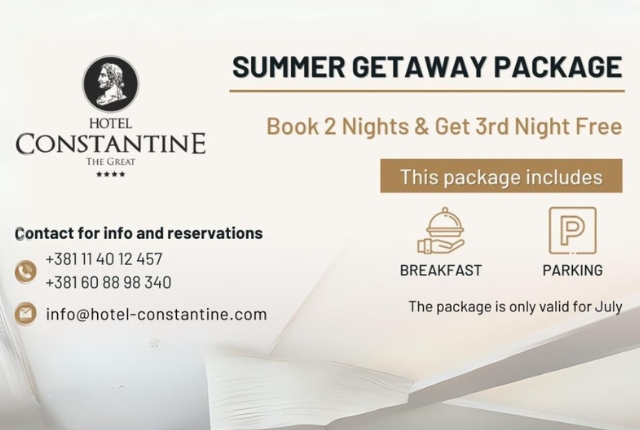 HOTEL
CONSTANTINE
THE GREAT
SUMMER GETAWAY PACKAGE
Book 2 Nights & Get 3rd Night Free
This package includes
P
BREAKFAST
PARKING
The package is only valid for July
Contact for info and reservations
+381 11 40 12 457
+381 60 88 98 340
info@hotel-constantine.com